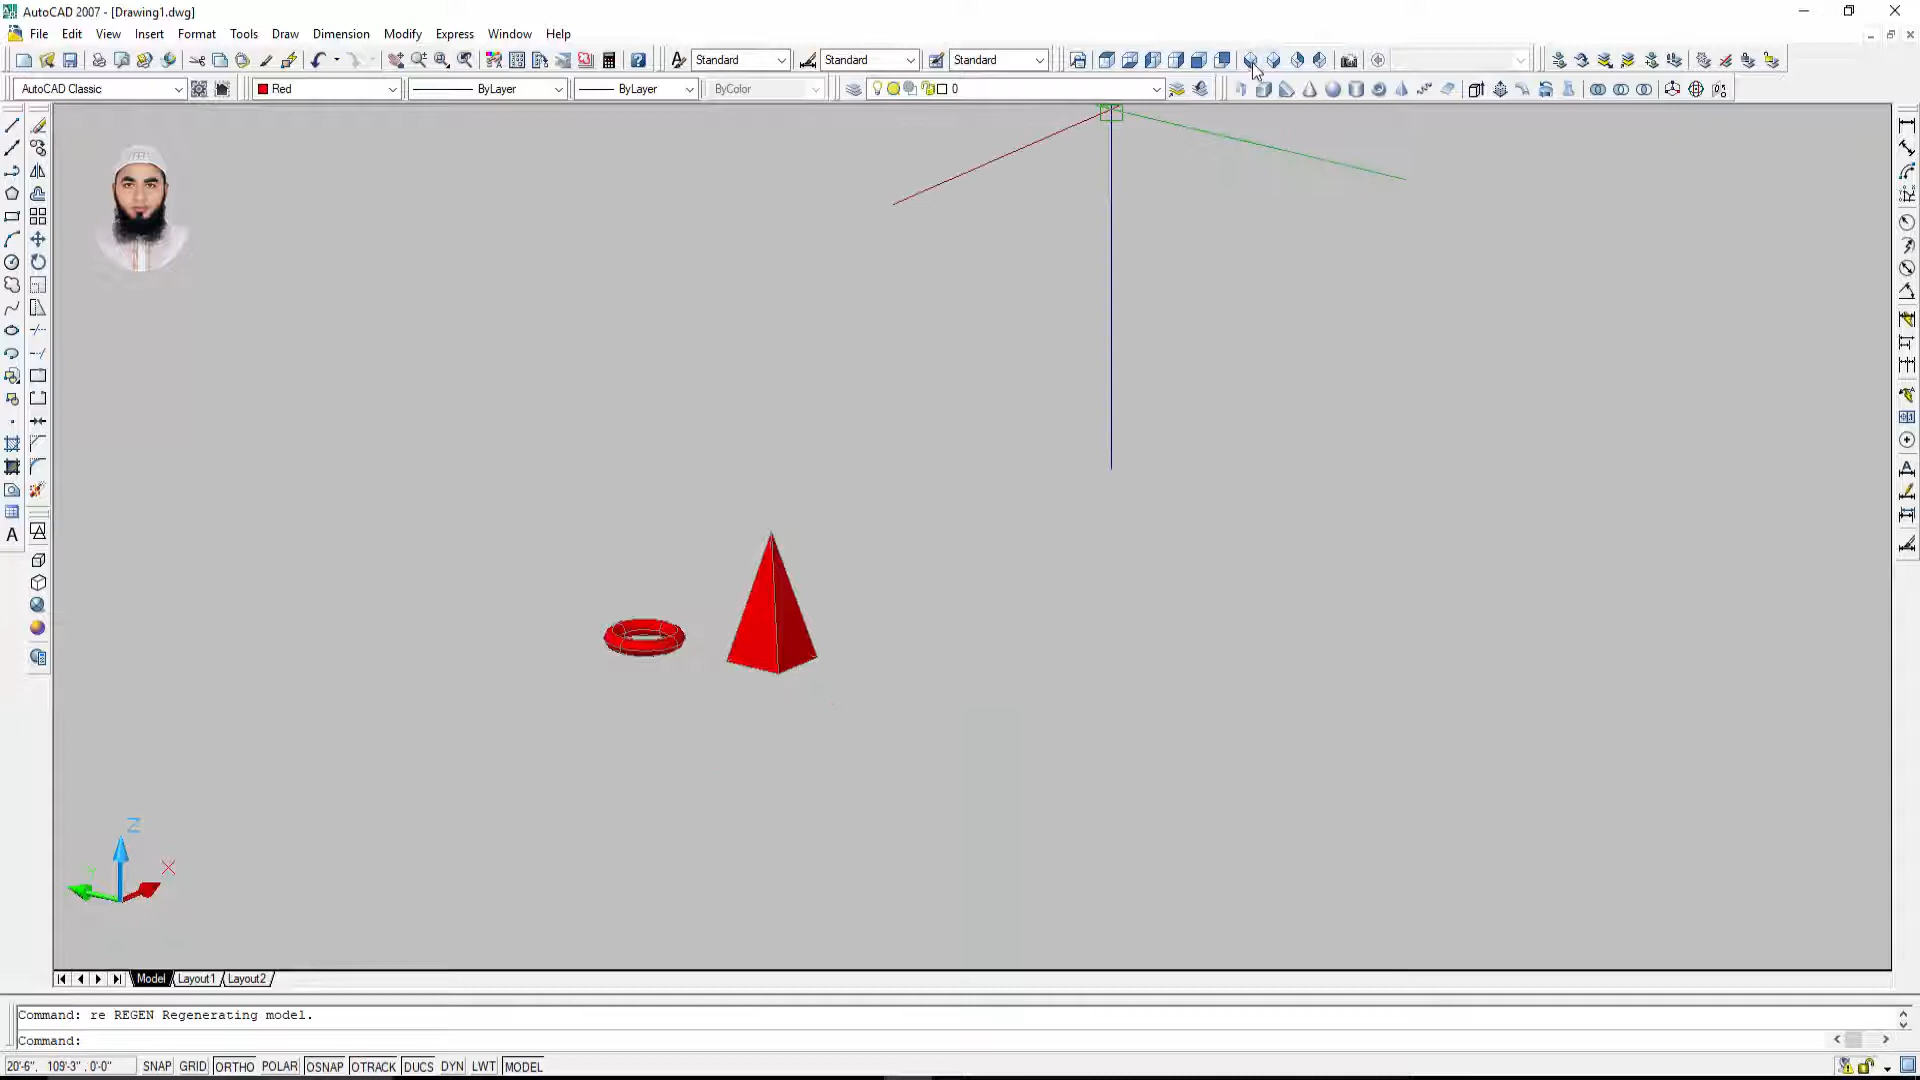 AutoCAD 2007 - [Drawing1.dwg]
File Edit View Insert Format Tools Draw Dimension Modify Express Window Help
Standard Standard Standard
AutoCAD Classic Red ByLayer ByLayer ByColor 0
A
Z
X
Y
Model Layout1 Layout2
Command: re REGEN Regenerating model.
Command:
20'-6", 109'-3" , 0'-0" SNAP GRID ORTHO POLAR OSNAP OTRACK DUCS DYN LWT MODEL